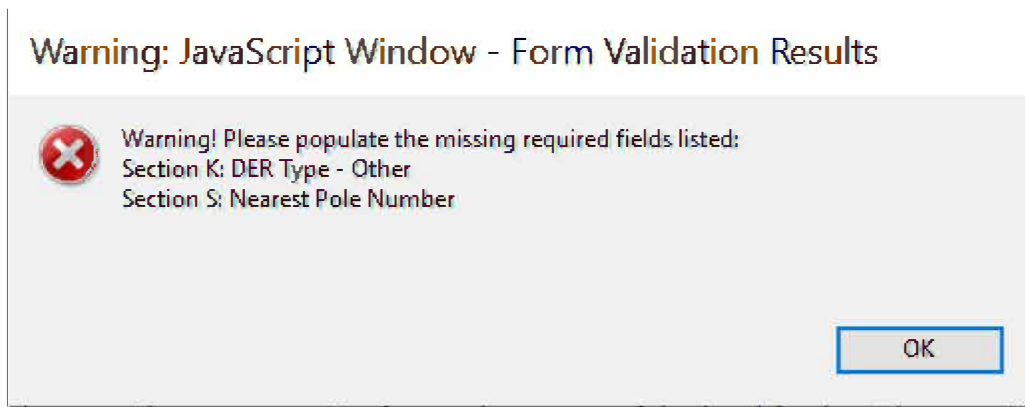 Warning: JavaScript Window - Form Validation Results
Warning! Please populate the missing required fields listed:
Section K: DER Type - Other
Section S: Nearest Pole Number
OK